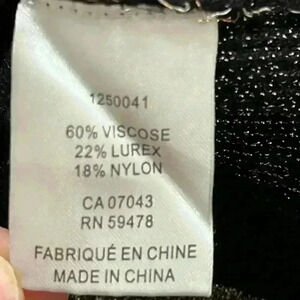 1250041
60% VISCOSE
22% LUREX
18% NYLON
CA 07043
RN 59478
FABRIQUÉ EN CHINE
MADE IN CHINA